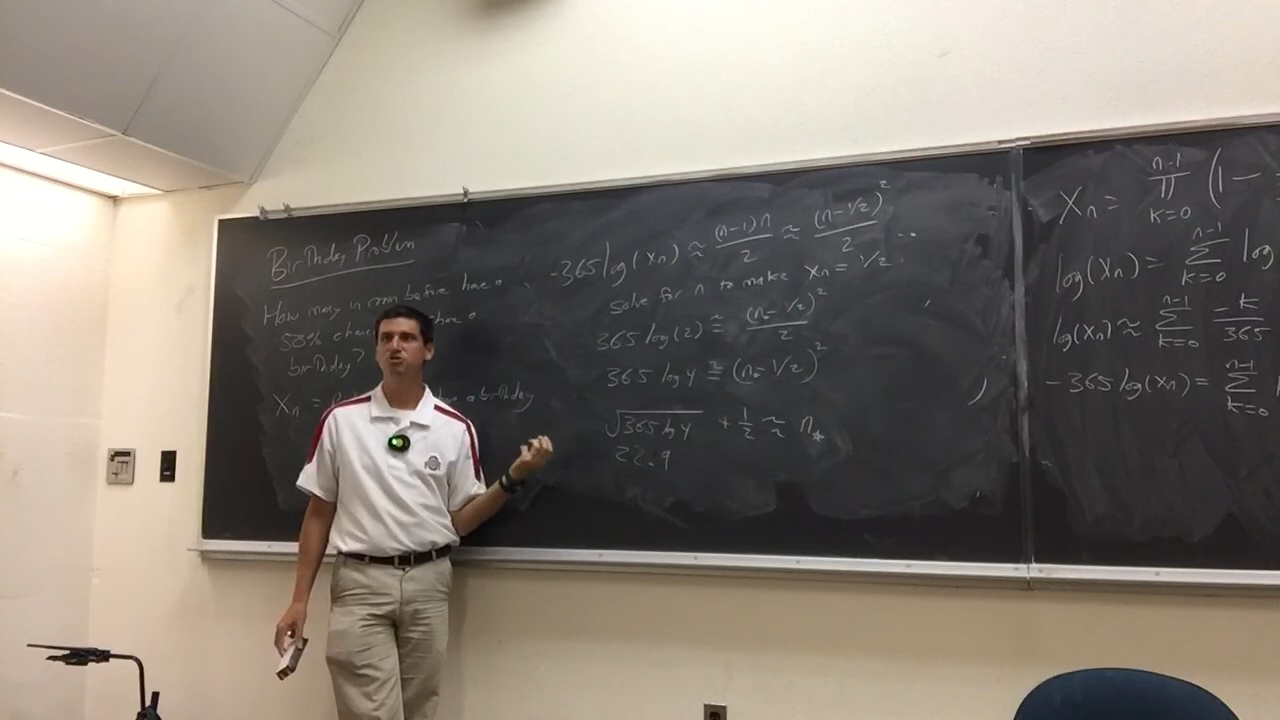 Birthday Problem
How many in room before have a
50% cha have a
birthday?
Xn = a birthday
-365 log(Xn) ≈ (n-1)n/2 ≈ (n-1/2)²/2 ...
solve for n to make Xn = 1/2.
365 log(2) ≅ (n* - 1/2)²/2
365 log 4 ≅ (n* - 1/2)²
√(365 log 4) + 1/2 ≈ n*
22.9
Xn = n-1 π k=0 (1 -
log(Xn) = n-1 Σ k=0 log
log(Xn) ≈ n-1 Σ k=0 -k/365
-365 log(Xn) = n-1 Σ k=0